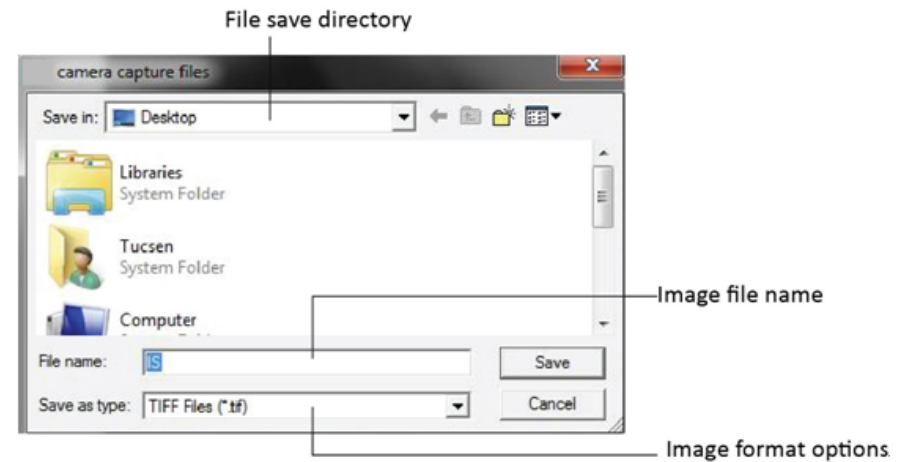 File save directory
camera capture files
Save in: Desktop
Libraries
System Folder
Tucsen
System Folder
Image file name
Computer
File name: IS Save
Save as type: TIFF Files (*.tif) Cancel
Image format options